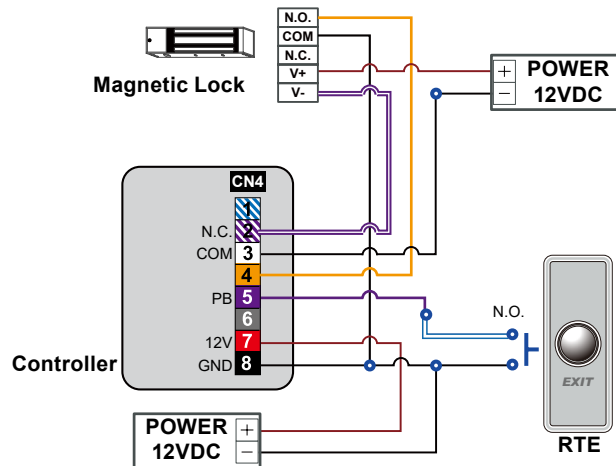 N.O.
COM
N.C.
V+
V-
Magnetic Lock
+ POWER
- 12VDC
CN4
1
N.C. 2
COM 3
4
PB 5
6
12V 7
GND 8
Controller
N.O.
EXIT
RTE
POWER +
12VDC -